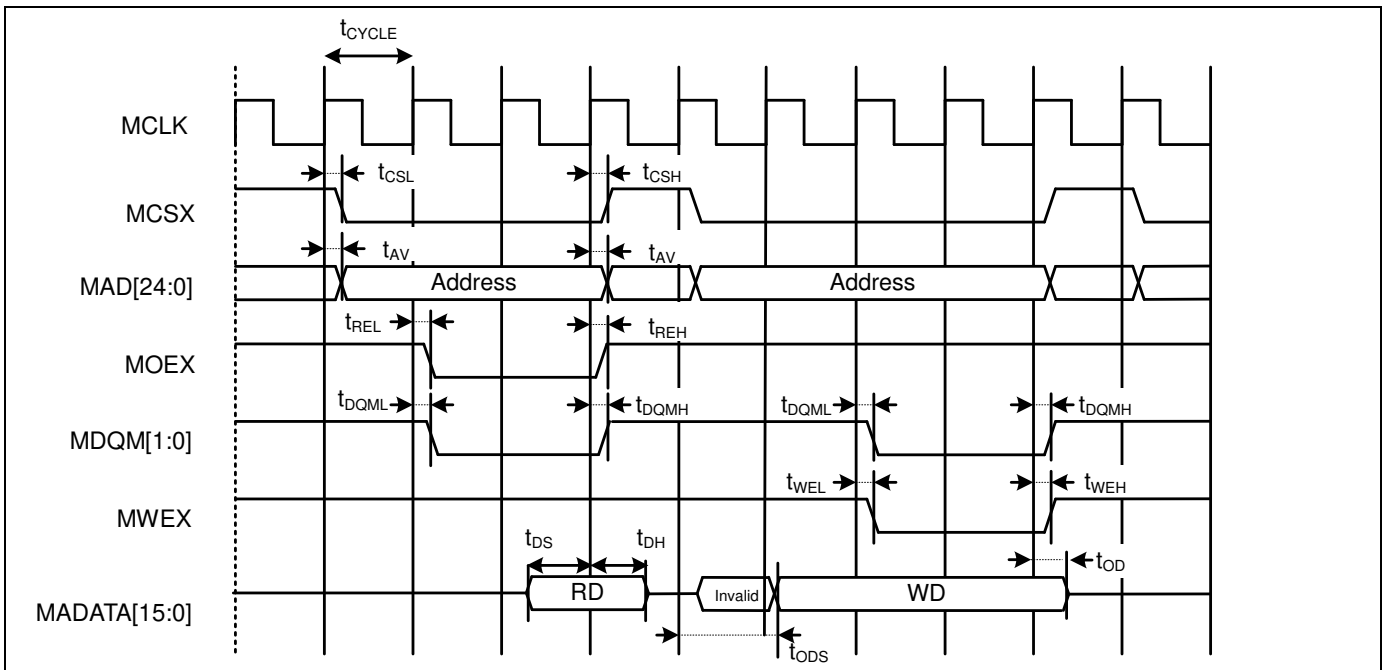 tCYCLE
MCLK
tCSL tCSH
MCSX
tAV tAV
MAD[24:0] Address Address
tREL tREH
MOEX
tDQML tDQMH tDQML tDQMH
MDQM[1:0]
tWEL tWEH
MWEX
tDS tDH
tOD
MADATA[15:0] RD Invalid WD
tODS